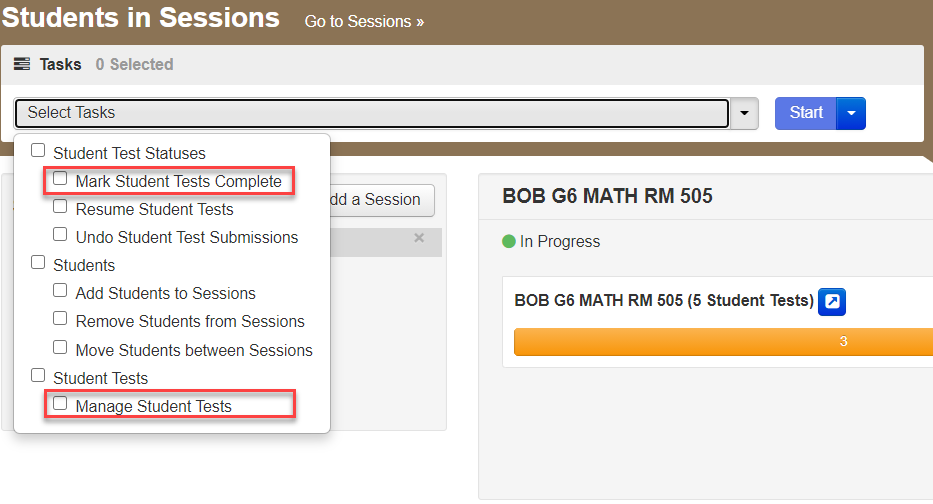 Students in Sessions Go to Sessions »
Tasks 0 Selected
Select Tasks
Start
Student Test Statuses
Mark Student Tests Complete
Resume Student Tests
Undo Student Test Submissions
Students
Add Students to Sessions
Remove Students from Sessions
Move Students between Sessions
Student Tests
Manage Student Tests
a Session
BOB G6 MATH RM 505
In Progress
BOB G6 MATH RM 505 (5 Student Tests)
3